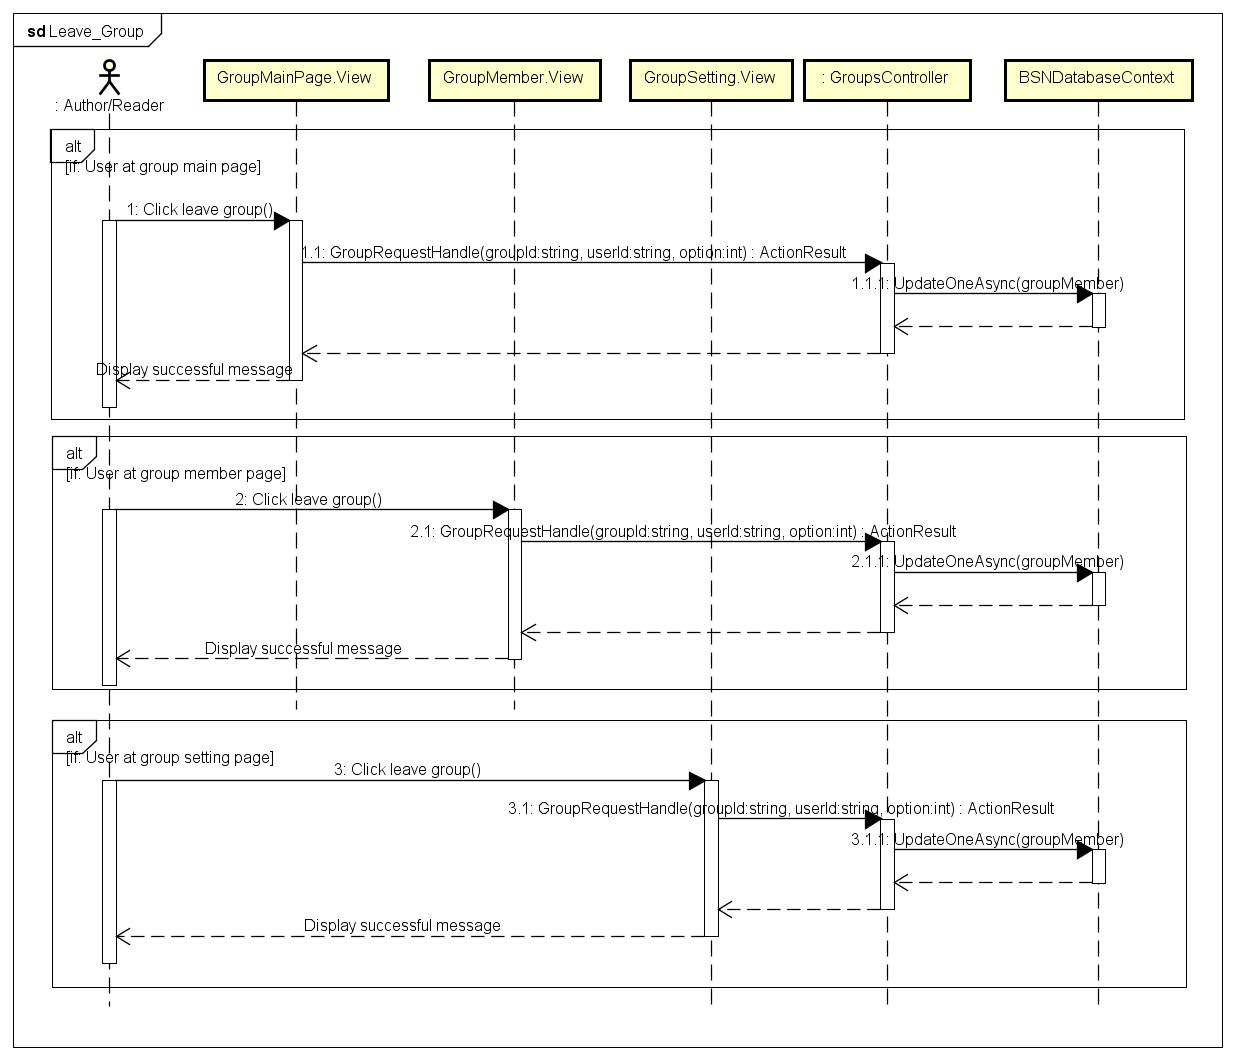 sd Leave_Group
GroupMainPage.View
GroupMember.View
GroupSetting.View
: GroupsController
BSNDatabaseContext
: Author/Reader
alt
[if: User at group main page]
1: Click leave group()
1.1: GroupRequestHandle(groupId:string, userId:string, option:int) : ActionResult
1.1.1: UpdateOneAsync(groupMember)
Display successful message
alt
[if: User at group member page]
2: Click leave group()
2.1: GroupRequestHandle(groupId:string, userId:string, option:int) : ActionResult
2.1.1: UpdateOneAsync(groupMember)
Display successful message
alt
[if: User at group setting page]
3: Click leave group()
3.1: GroupRequestHandle(groupId:string, userId:string, option:int) : ActionResult
3.1.1: UpdateOneAsync(groupMember)
Display successful message